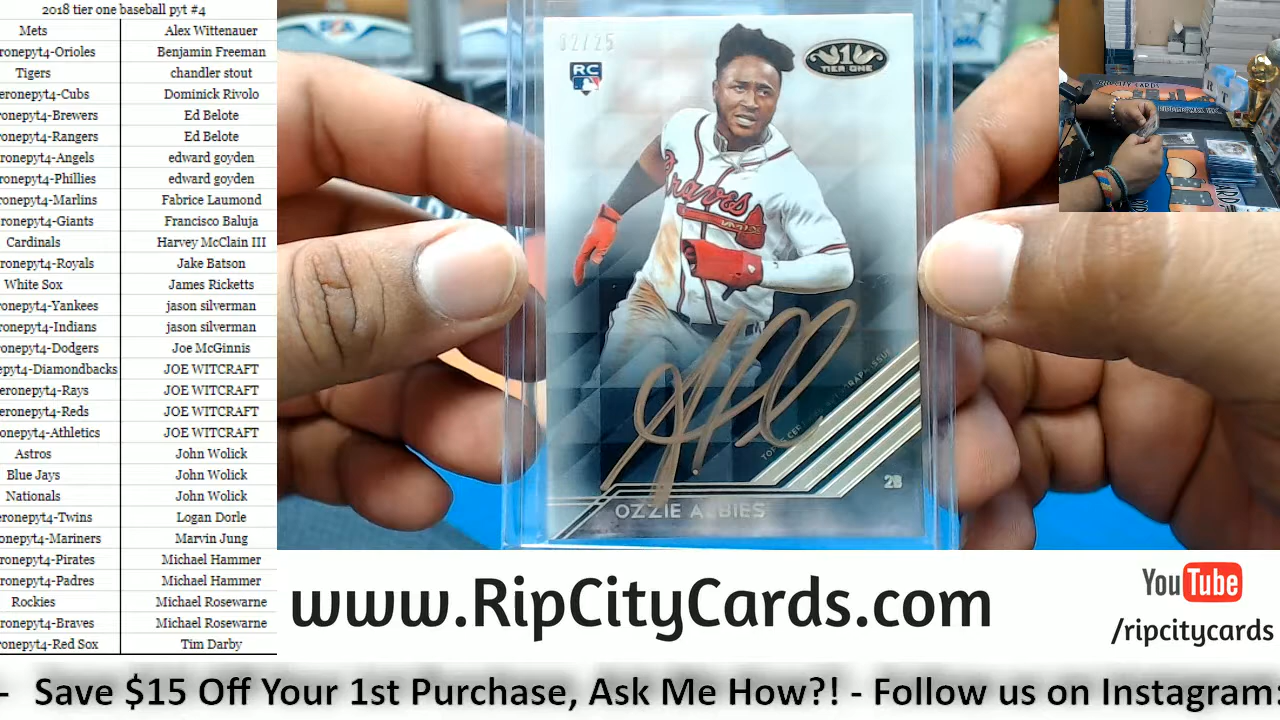 2018 tier one baseball pyt #4
Mets Alex Wittenauer
eronepyt4-Orioles Benjamin Freeman
Tigers chandler stout
eronepyt4-Cubs Dominick Rivolo
ronepyt4-Brewers Ed Belote
ronepyt4-Rangers Ed Belote
ronepyt4-Angels edward goyden
ronepyt4-Phillies edward goyden
ronepyt4-Marlins Fabrice Laumond
ronepyt4-Giants Francisco Baluja
Cardinals Harvey McClain III
ronepyt4-Royals Jake Batson
White Sox James Ricketts
ronepyt4-Yankees jason silverman
ronepyt4-Indians jason silverman
ronepyt4-Dodgers Joe McGinnis
epyt4-Diamondbacks JOE WITCRAFT
eronepyt4-Rays JOE WITCRAFT
eronepyt4-Reds JOE WITCRAFT
onepyt4-Athletics JOE WITCRAFT
Astros John Wolick
Blue Jays John Wolick
Nationals John Wolick
eronepyt4-Twins Logan Dorle
onepyt4-Mariners Marvin Jung
ronepyt4-Pirates Michael Hammer
ronepyt4-Padres Michael Hammer
Rockies Michael Rosewarne
ronepyt4-Braves Michael Rosewarne
ronepyt4-Red Sox Tim Darby
02/25
RC
1
TIER ONE
Braves
28
OZZIE ALBIES
www.RipCityCards.com
YouTube
/ripcitycards
- Save $15 Off Your 1st Purchase, Ask Me How?! - Follow us on Instagram: